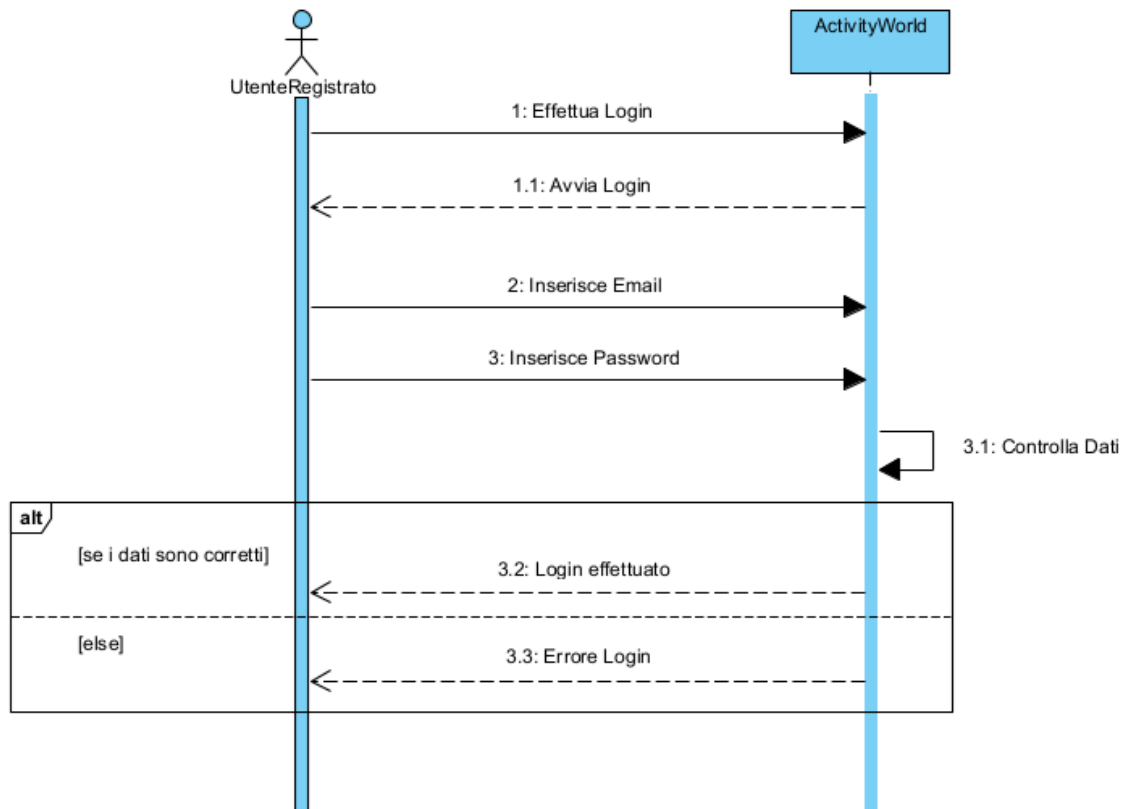 ActivityWorld
UtenteRegistrato
1: Effettua Login
1.1: Avvia Login
2: Inserisce Email
3: Inserisce Password
3.1: Controlla Dati
alt
[se i dati sono corretti]
3.2: Login effettuato
[else]
3.3: Errore Login